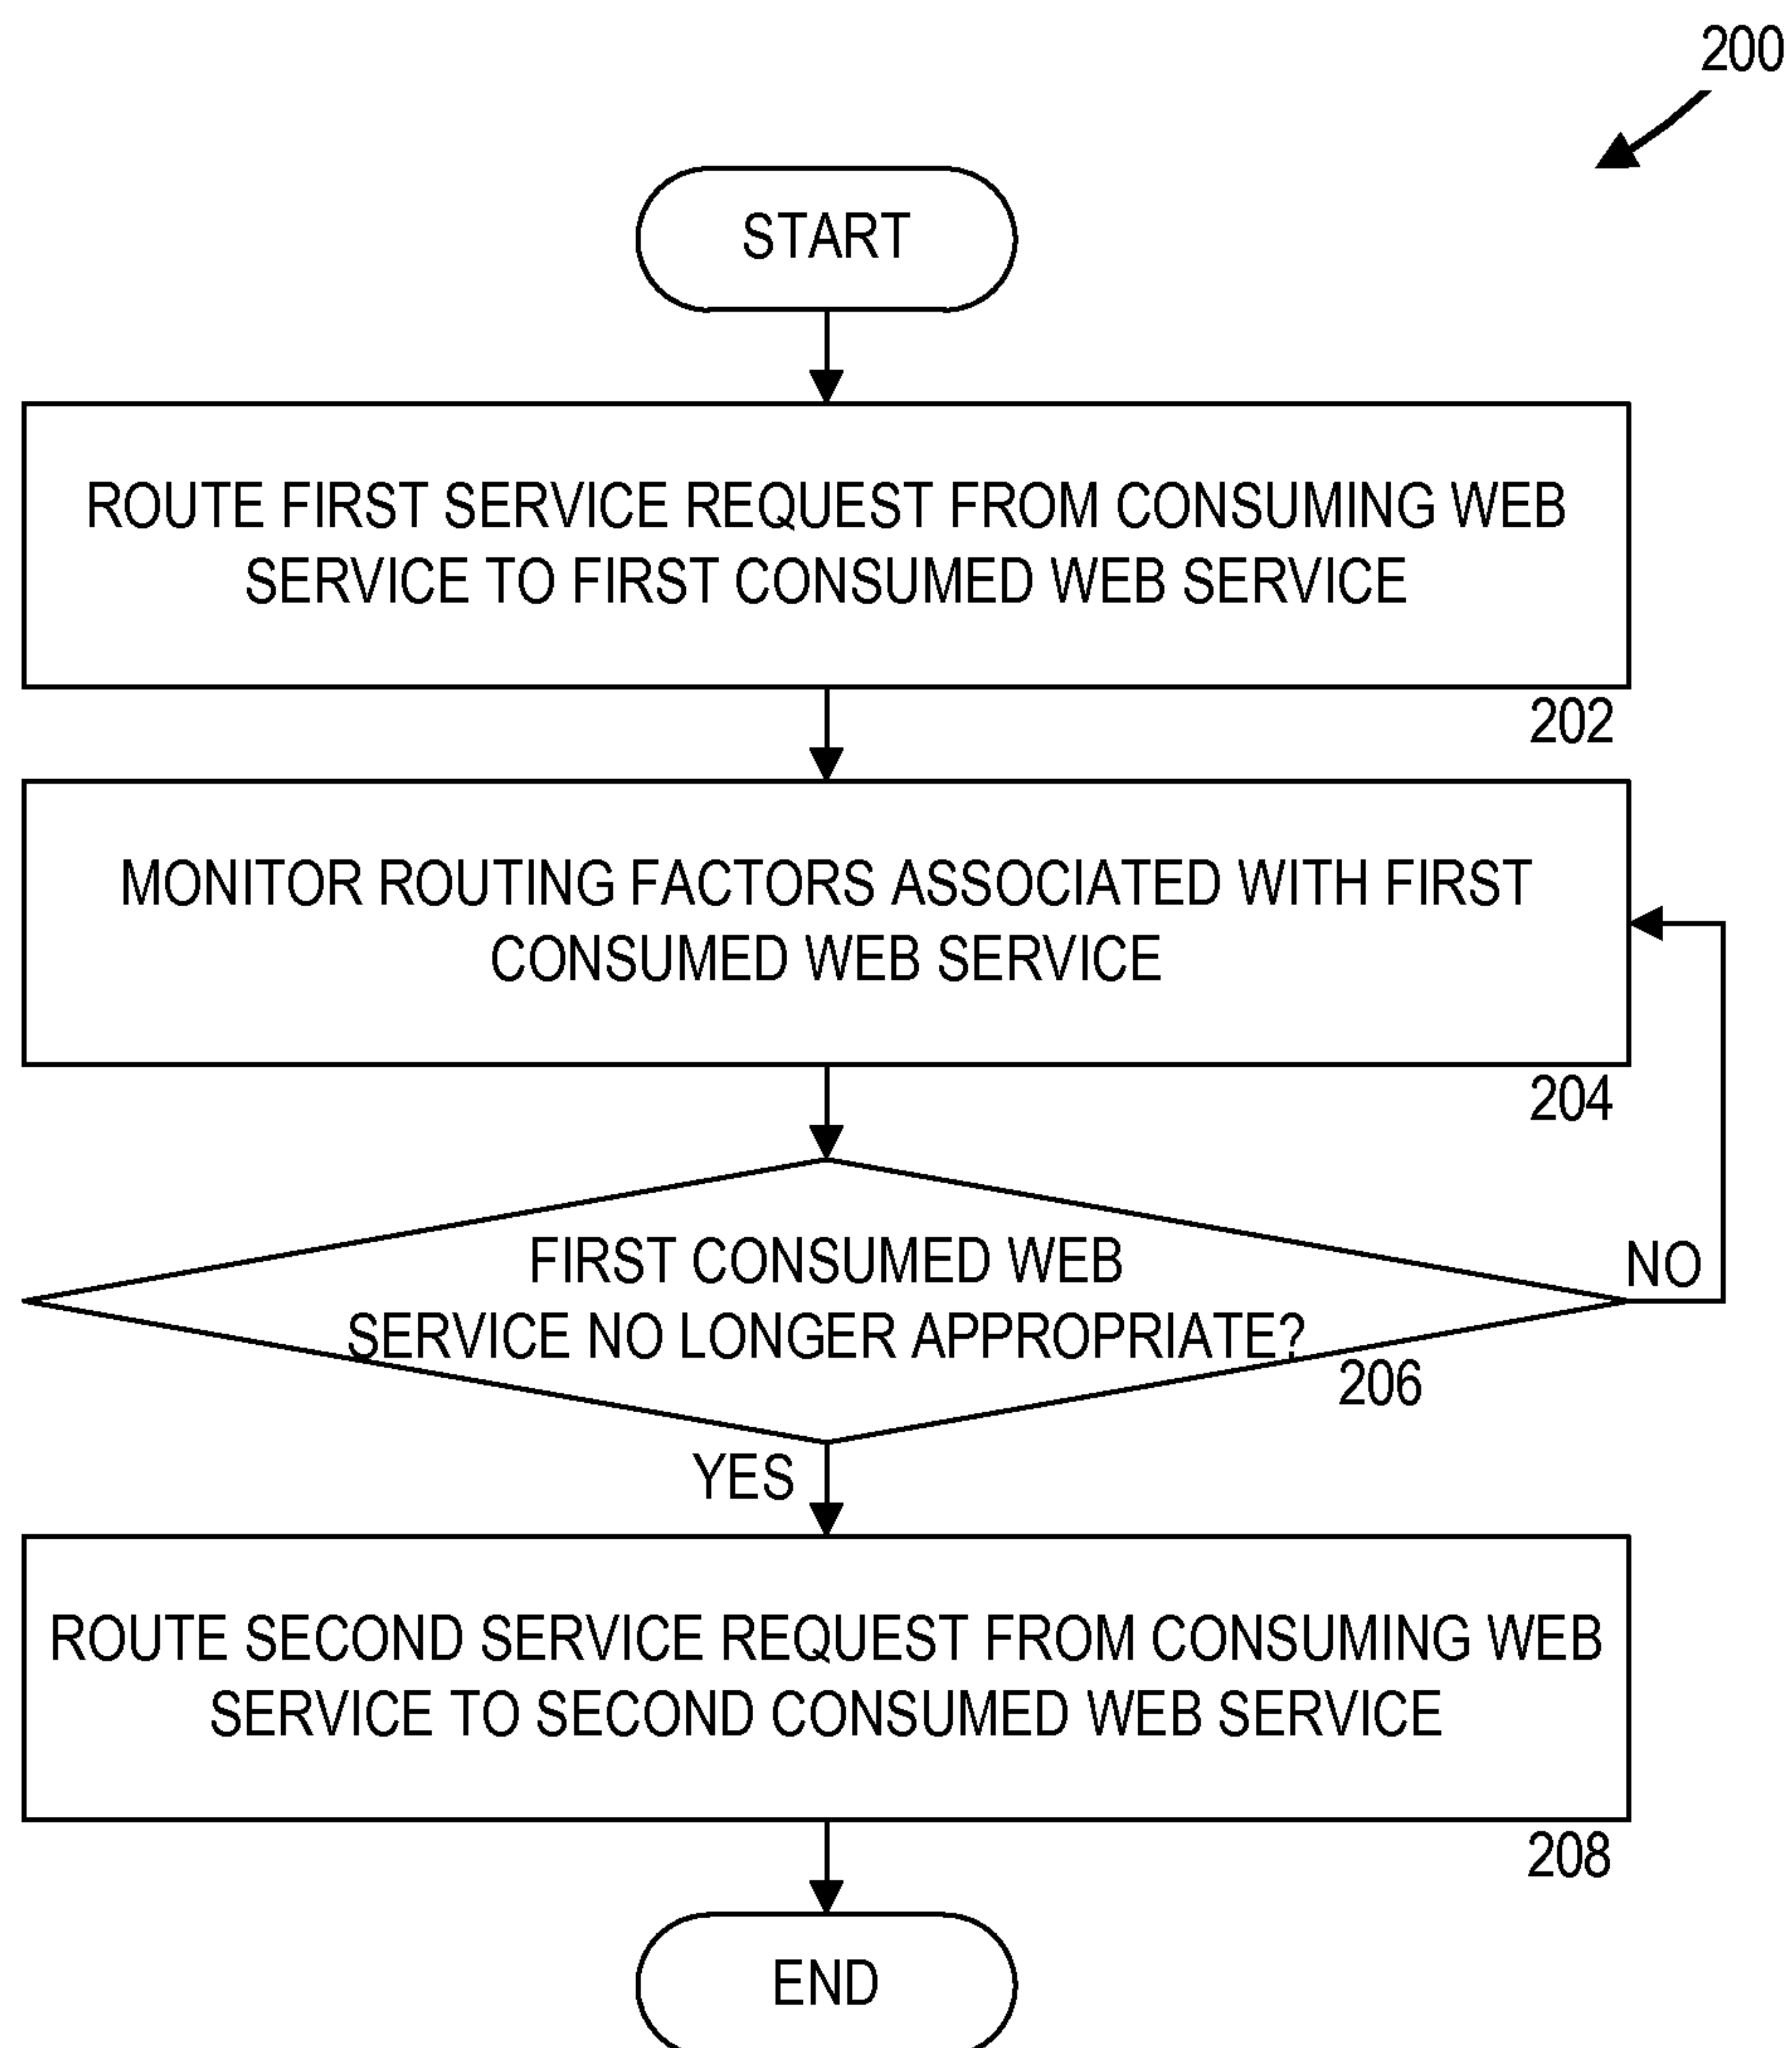 200
START
ROUTE FIRST SERVICE REQUEST FROM CONSUMING WEB
SERVICE TO FIRST CONSUMED WEB SERVICE
202
MONITOR ROUTING FACTORS ASSOCIATED WITH FIRST
CONSUMED WEB SERVICE
204
FIRST CONSUMED WEB
SERVICE NO LONGER APPROPRIATE?
NO
206
YES
ROUTE SECOND SERVICE REQUEST FROM CONSUMING WEB
SERVICE TO SECOND CONSUMED WEB SERVICE
208
END